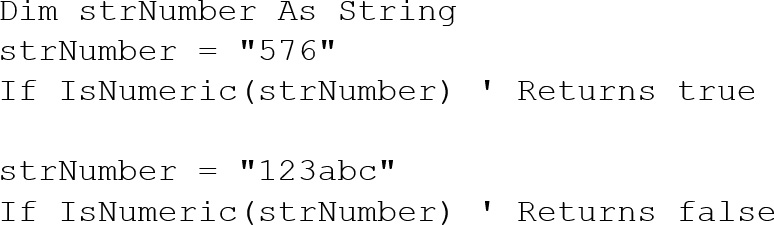 Dim strNumber As String
strNumber = "576"
If IsNumeric(strNumber) ' Returns true
strNumber = "123abc"
If IsNumeric(strNumber) ' Returns false